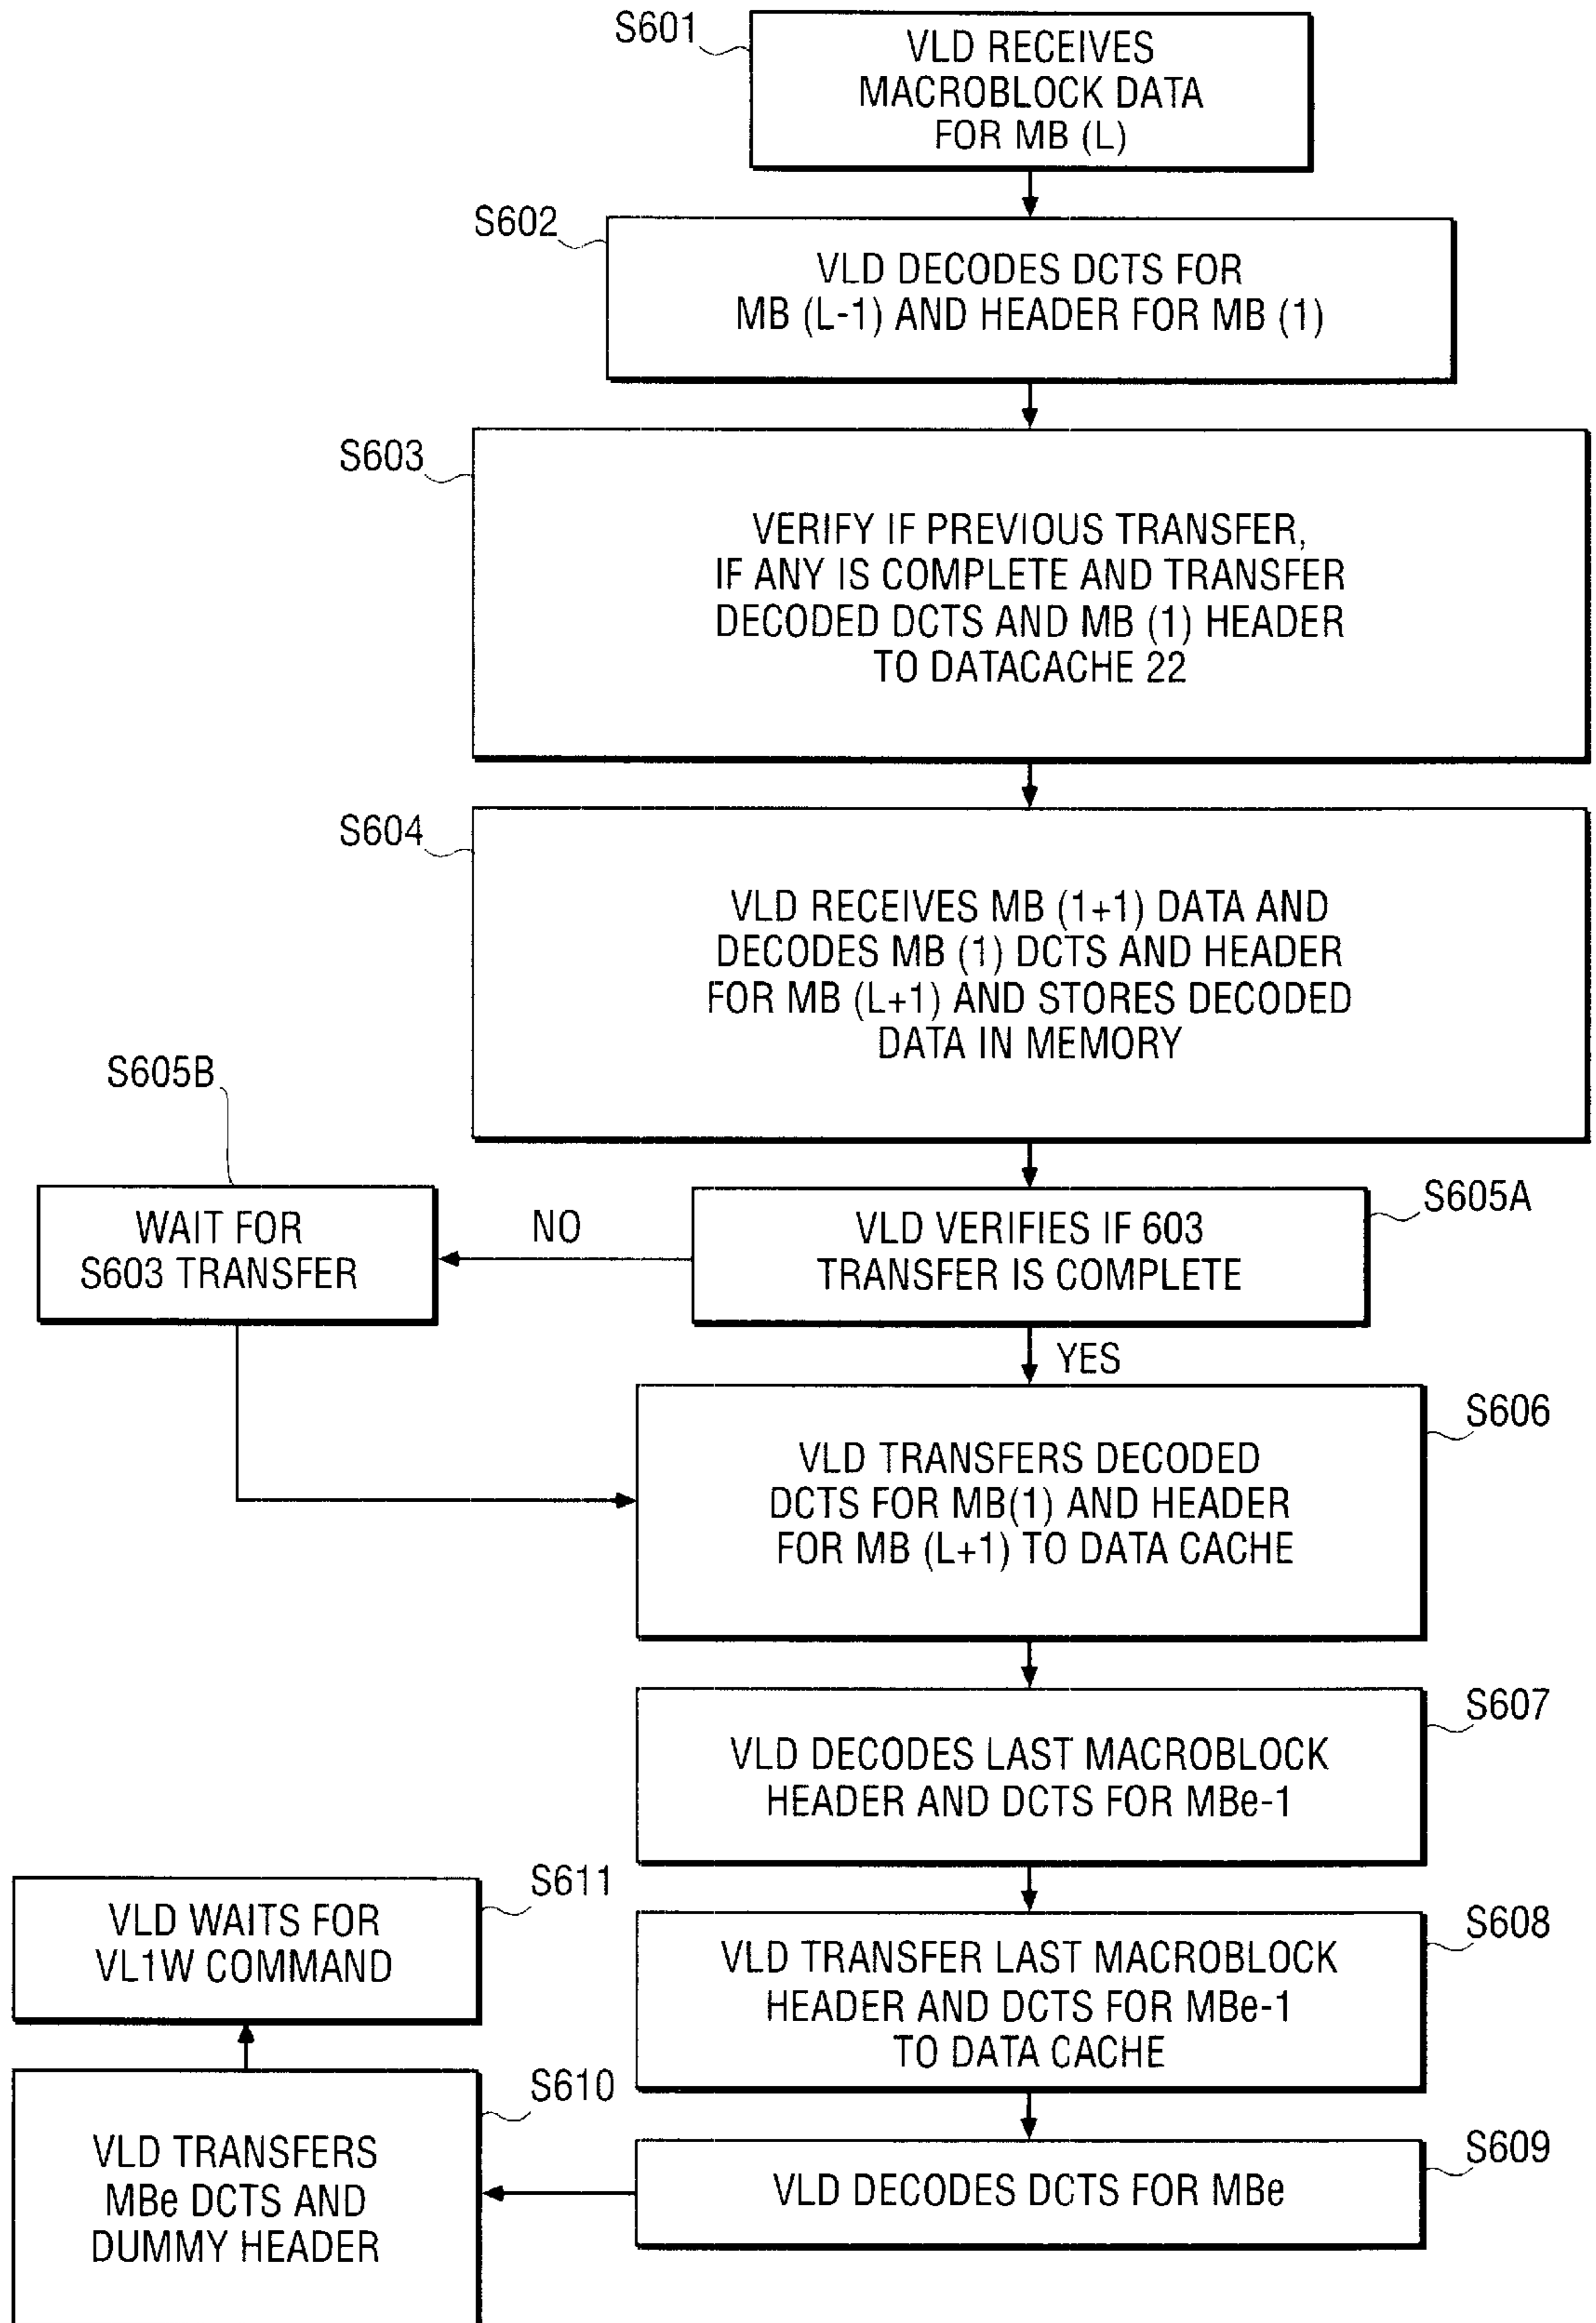 S601
VLD RECEIVES
MACROBLOCK DATA
FOR MB (L)
S602
VLD DECODES DCTS FOR
MB (L-1) AND HEADER FOR MB (1)
S603
VERIFY IF PREVIOUS TRANSFER,
IF ANY IS COMPLETE AND TRANSFER
DECODED DCTS AND MB (1) HEADER
TO DATACACHE 22
S604
VLD RECEIVES MB (1+1) DATA AND
DECODES MB (1) DCTS AND HEADER
FOR MB (L+1) AND STORES DECODED
DATA IN MEMORY
S605B
WAIT FOR
S603 TRANSFER
NO
VLD VERIFIES IF 603
TRANSFER IS COMPLETE
S605A
YES
S606
VLD TRANSFERS DECODED
DCTS FOR MB(1) AND HEADER
FOR MB (L+1) TO DATA CACHE
S607
VLD DECODES LAST MACROBLOCK
HEADER AND DCTS FOR MBe-1
S608
VLD TRANSFER LAST MACROBLOCK
HEADER AND DCTS FOR MBe-1
TO DATA CACHE
S609
VLD DECODES DCTS FOR MBe
S610
VLD TRANSFERS
MBe DCTS AND
DUMMY HEADER
S611
VLD WAITS FOR
VL1W COMMAND